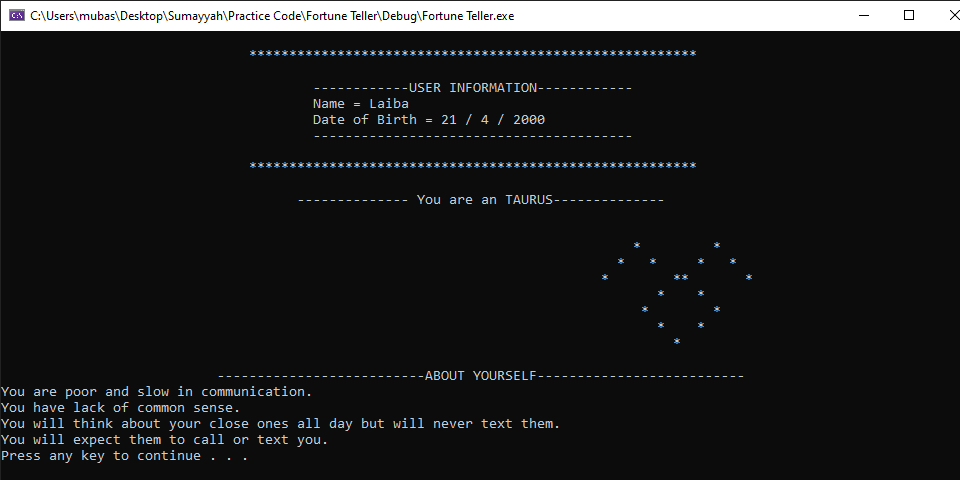 C:\Users\mubas\Desktop\Sumayyah\Practice Code\Fortune Teller\Debug\Fortune Teller.exe
********************************************************
------------USER INFORMATION------------
Name = Laiba
Date of Birth = 21 / 4 / 2000
----------------------------------------
********************************************************
-------------- You are an TAURUS--------------
* *
* * * *
* ** *
* *
* *
* *
*
--------------------------ABOUT YOURSELF--------------------------
You are poor and slow in communication.
You have lack of common sense.
You will think about your close ones all day but will never text them.
You will expect them to call or text you.
Press any key to continue . . .